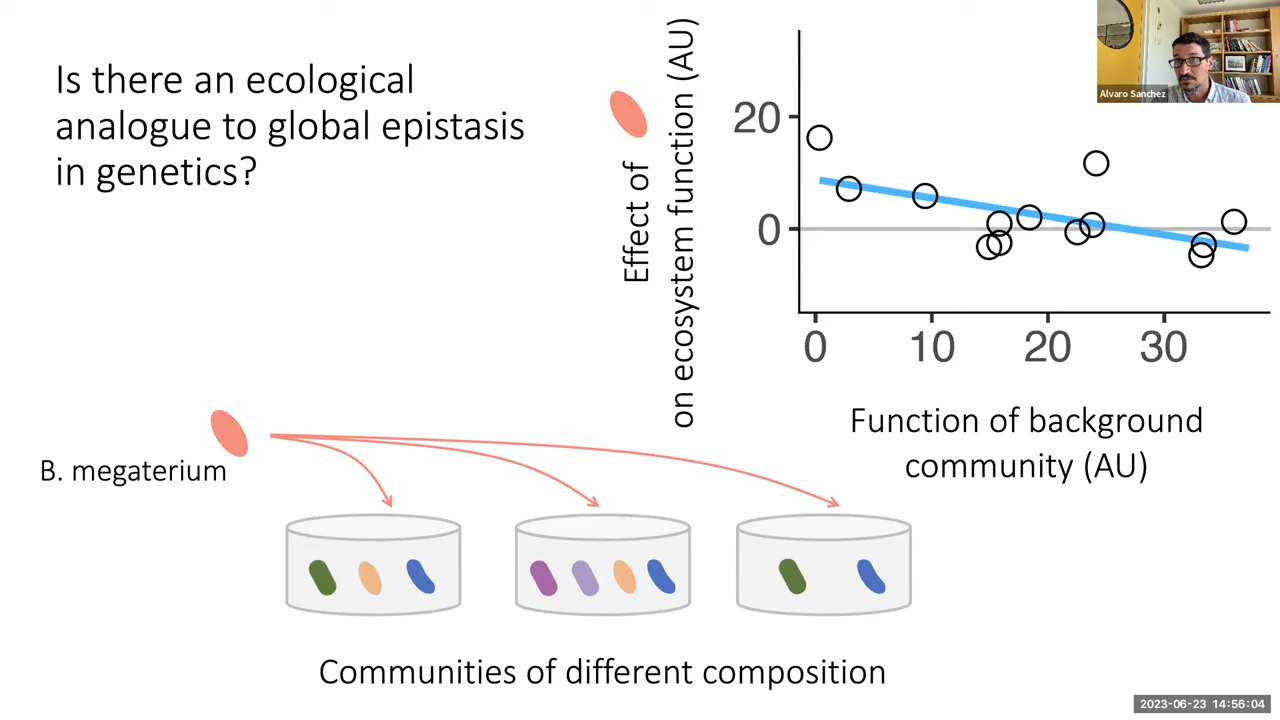 Is there an ecological
analogue to global epistasis
in genetics?
Effect of
on ecosystem function (AU)
20
0
0 10 20 30
Function of background
community (AU)
Alvaro Sanchez
B. megaterium
Communities of different composition
2023-06-23 14:56:04